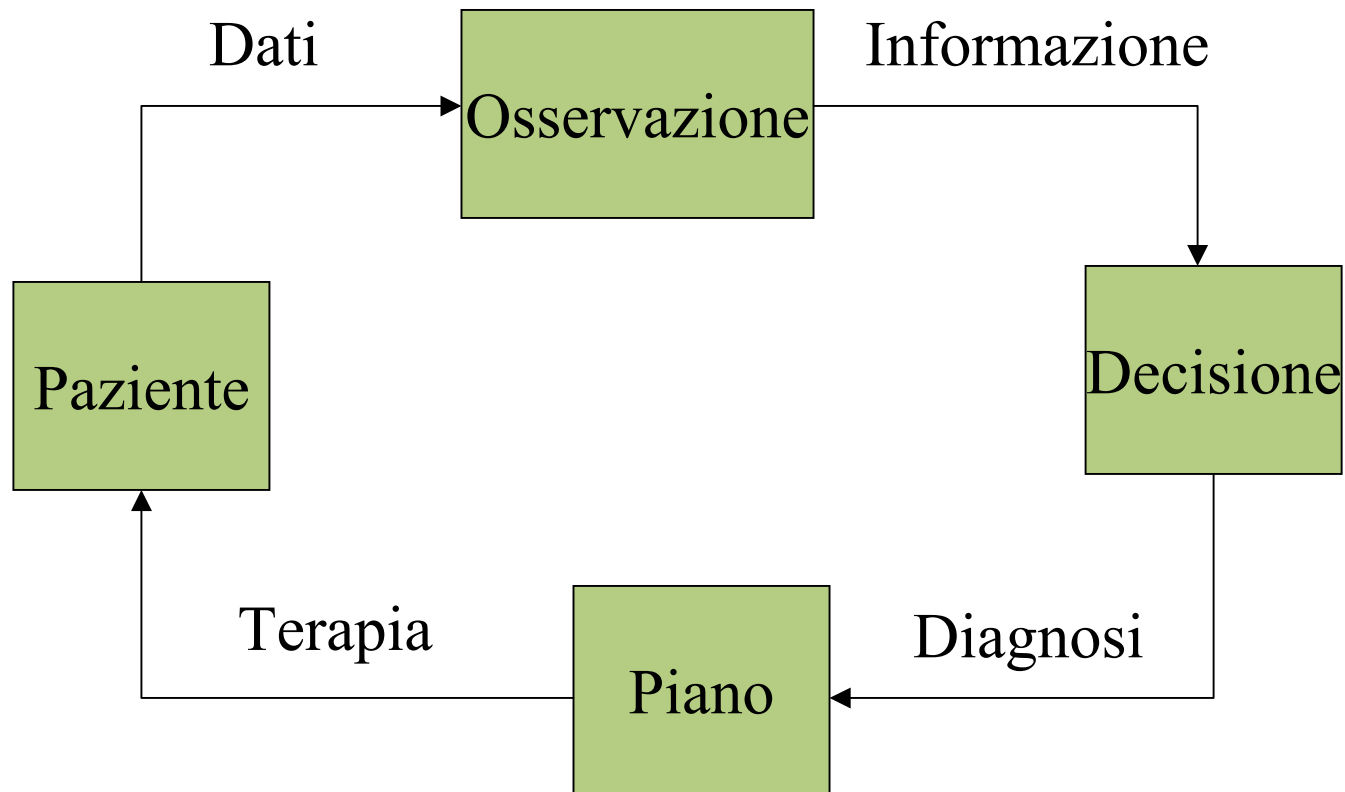 Dati
Informazione
Osservazione
Paziente
Decisione
Terapia
Diagnosi
Piano